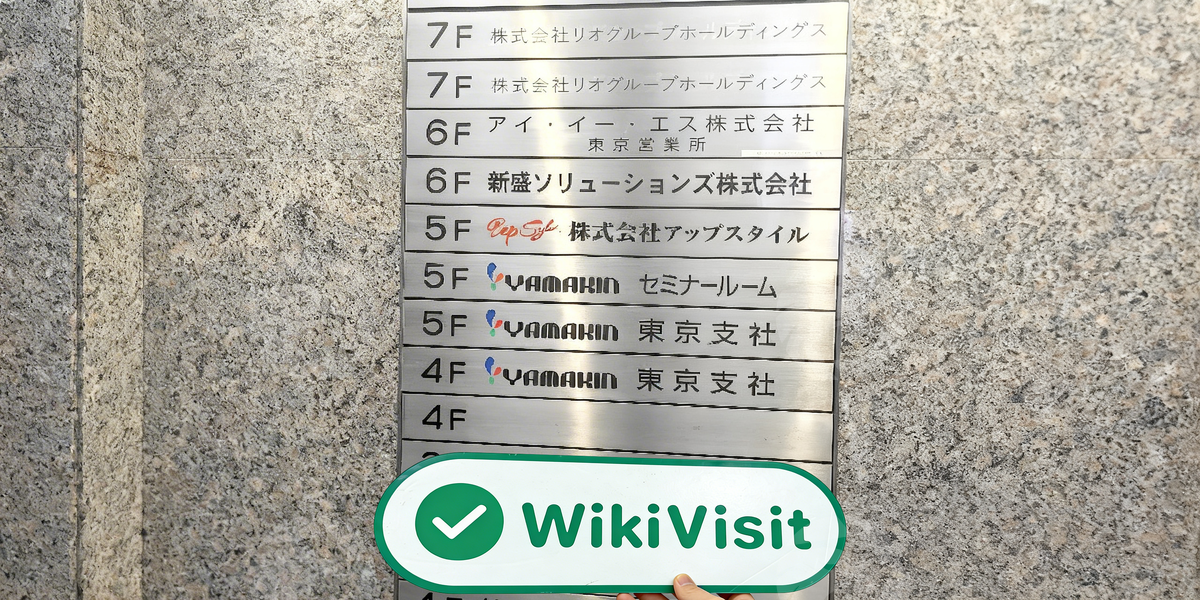 7F 株式会社リオグループホールディングス
7F 株式会社リオグループホールディングス
6F アイ・イー・エス株式会社
東京営業所
6F 新盛ソリューションズ株式会社
5F 株式会社アップスタイル
5F YAMAKIN セミナールーム
5F YAMAKIN 東京支社
4F YAMAKIN 東京支社
4F
WikiVisit